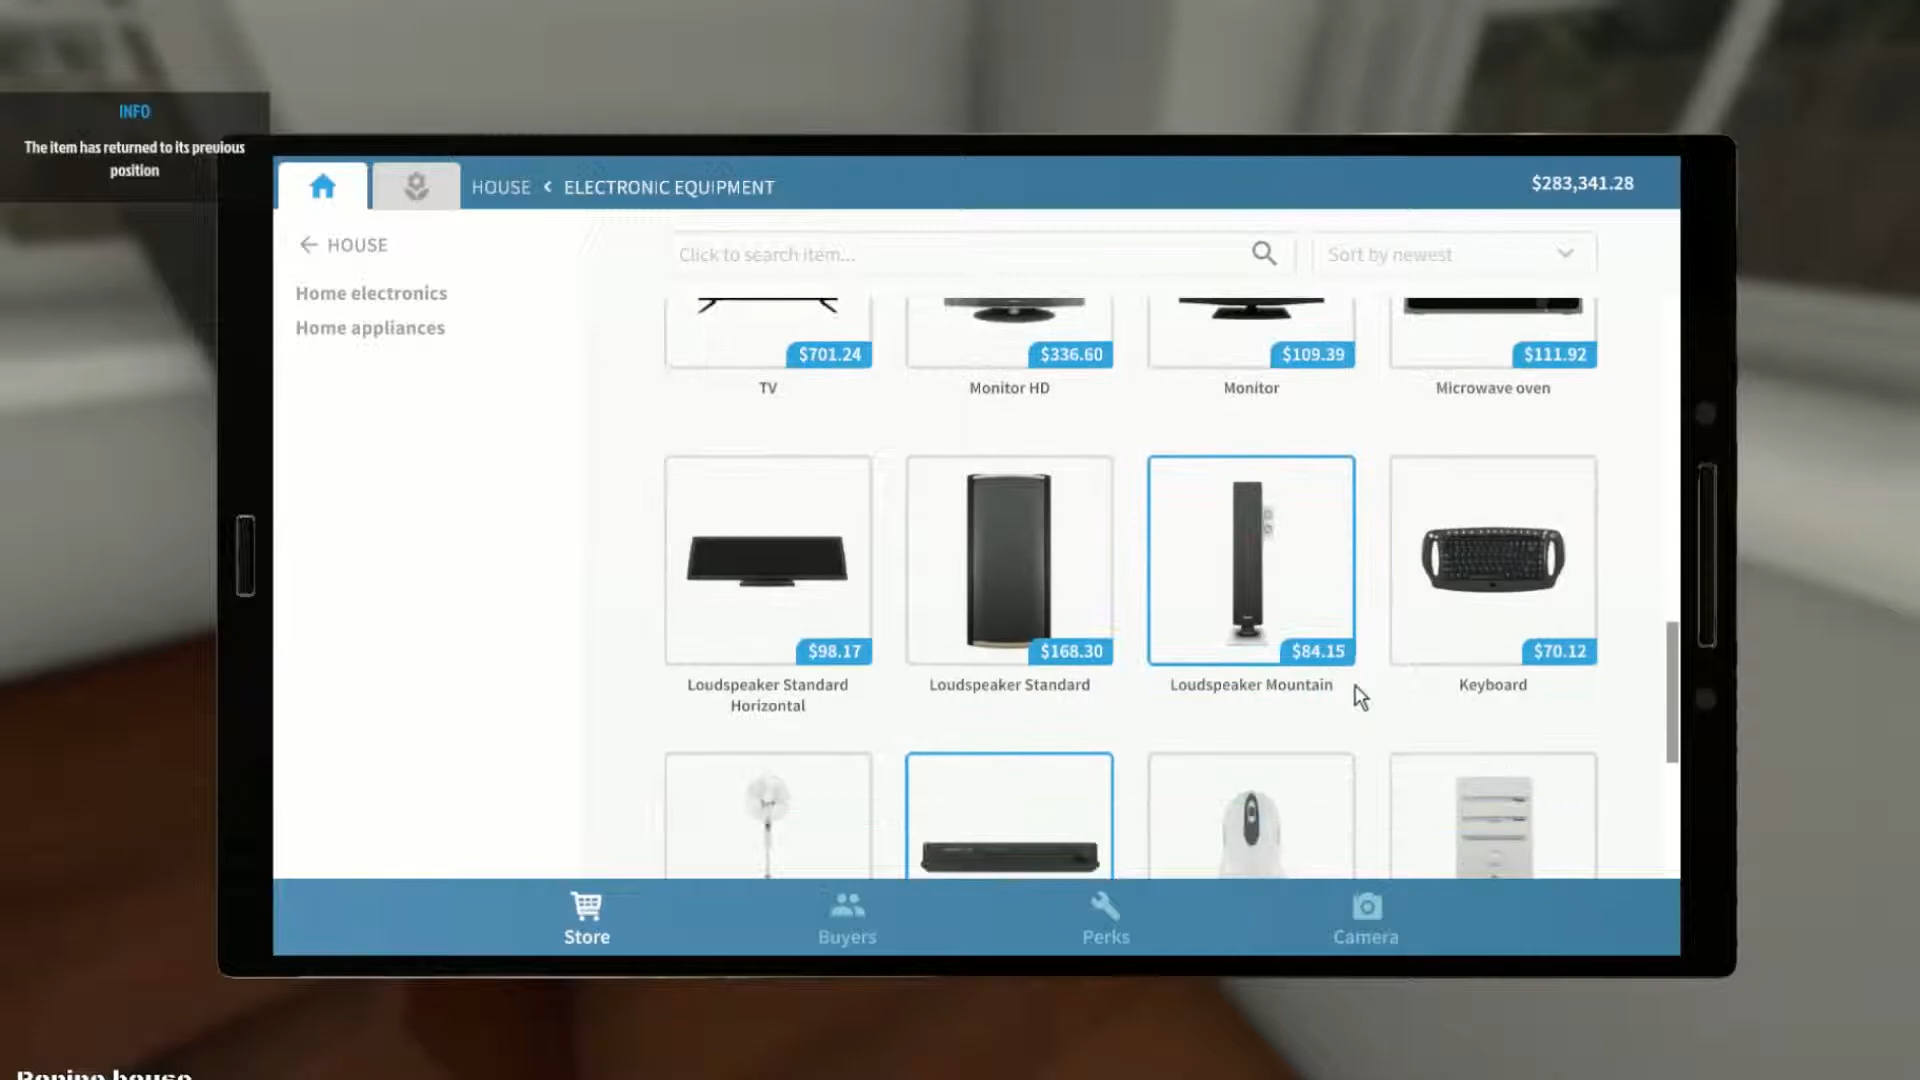 INFO
The item has returned to its previous
position
HOUSE < ELECTRONIC EQUIPMENT
$283,341.28
← HOUSE
Home electronics
Home appliances
Click to search item...
Sort by newest
$701.24
$336.60
$109.39
$111.92
TV
Monitor HD
Monitor
Microwave oven
$98.17
$168.30
$84.15
$70.12
Loudspeaker Standard
Horizontal
Loudspeaker Standard
Loudspeaker Mountain
Keyboard
Store
Buyers
Perks
Camera
house